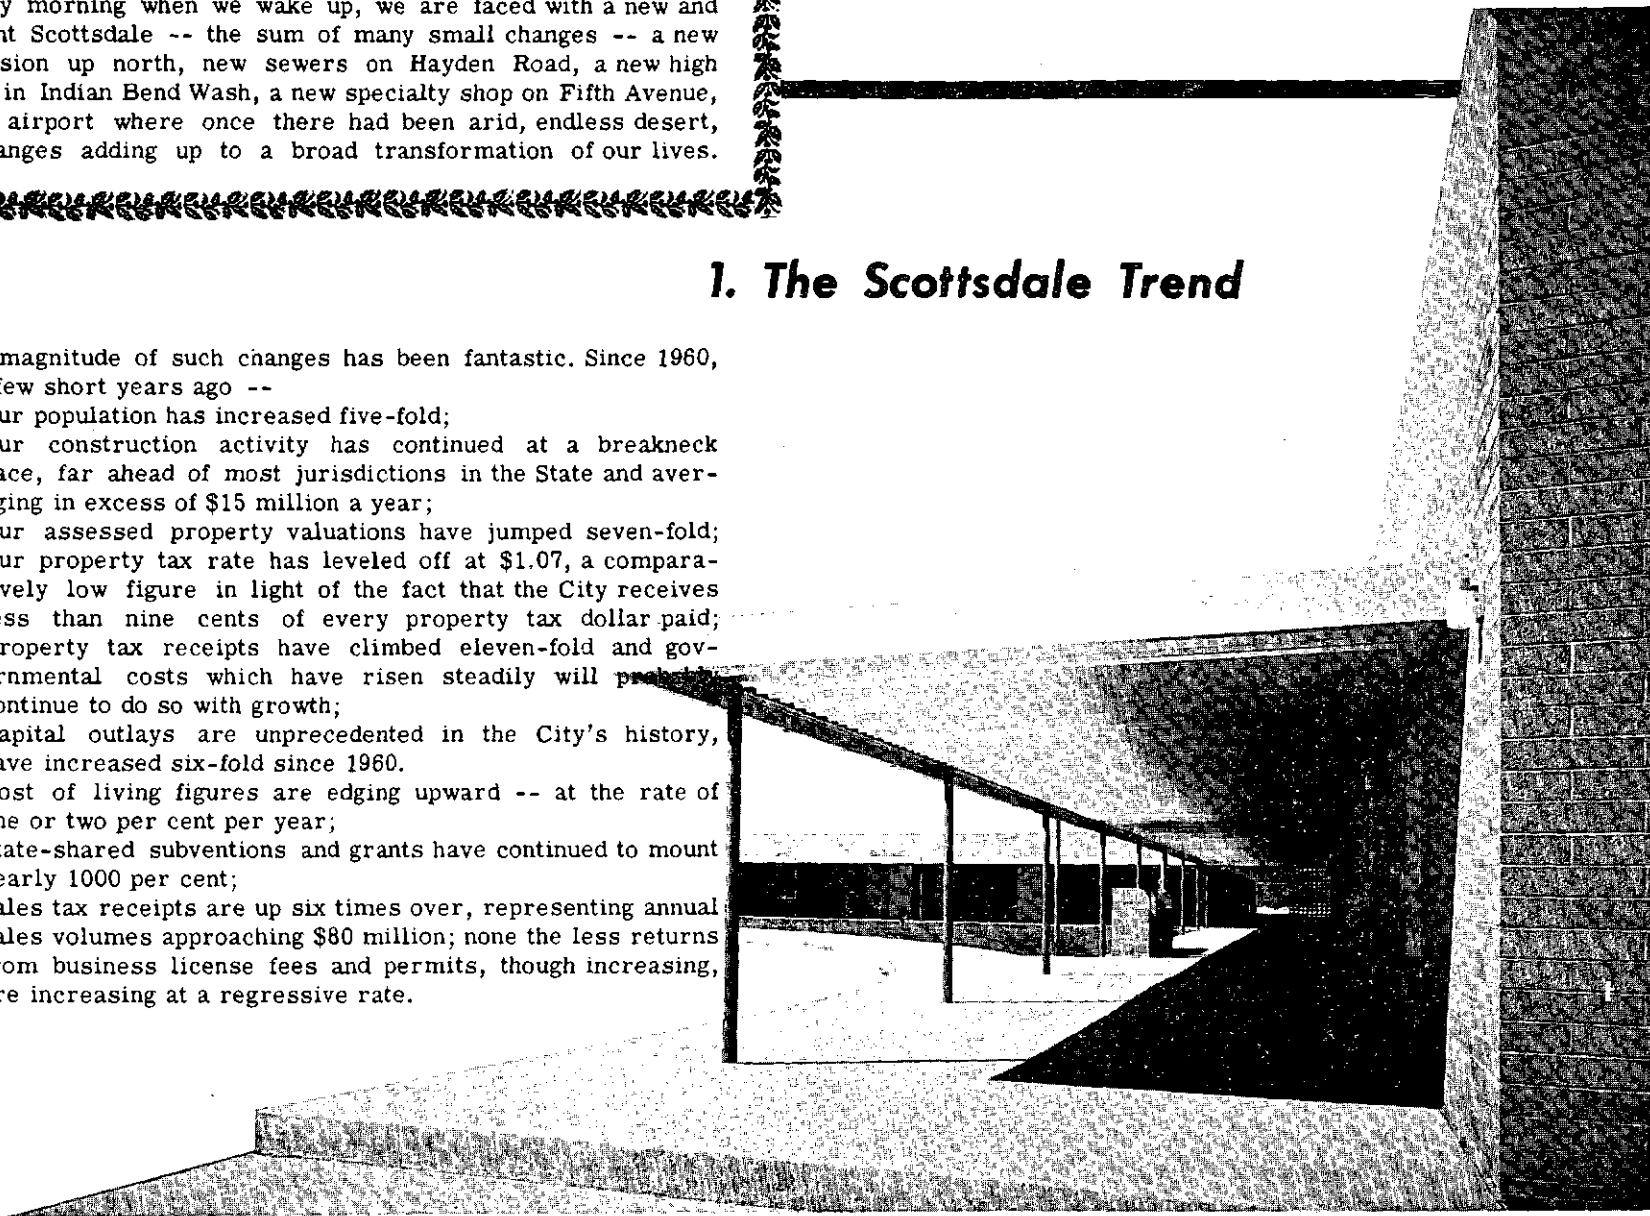 y morning when we wake up, we are faced with a new and
nt Scottsdale -- the sum of many small changes -- a new
sion up north, new sewers on Hayden Road, a new high
in Indian Bend Wash, a new specialty shop on Fifth Avenue,
airport where once there had been arid, endless desert,
anges adding up to a broad transformation of our lives.
1. The Scottsdale Trend
magnitude of such changes has been fantastic. Since 1960,
few short years ago --
ur population has increased five-fold;
ur construction activity has continued at a breakneck
ace, far ahead of most jurisdictions in the State and aver-
ging in excess of $15 million a year;
ur assessed property valuations have jumped seven-fold;
ur property tax rate has leveled off at $1.07, a compara-
vely low figure in light of the fact that the City receives
ess than nine cents of every property tax dollar paid;
roperty tax receipts have climbed eleven-fold and gov-
rnmental costs which have risen steadily will probably
ontinue to do so with growth;
apital outlays are unprecedented in the City's history,
ave increased six-fold since 1960.
ost of living figures are edging upward -- at the rate of
ne or two per cent per year;
tate-shared subventions and grants have continued to mount
early 1000 per cent;
ales tax receipts are up six times over, representing annual
ales volumes approaching $80 million; none the less returns
rom business license fees and permits, though increasing,
re increasing at a regressive rate.